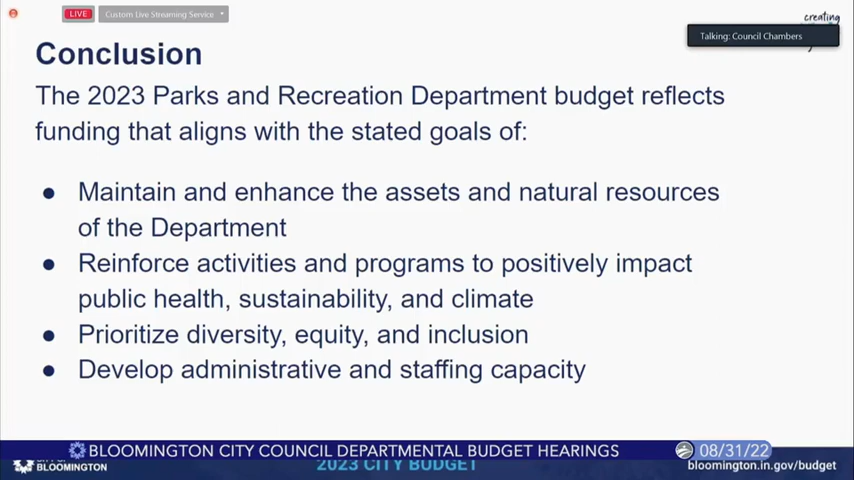 LIVE
Custom Live Streaming Service
creating
Talking: Council Chambers
Conclusion
The 2023 Parks and Recreation Department budget reflects
funding that aligns with the stated goals of:
● Maintain and enhance the assets and natural resources
of the Department
● Reinforce activities and programs to positively impact
public health, sustainability, and climate
● Prioritize diversity, equity, and inclusion
● Develop administrative and staffing capacity
BLOOMINGTON CITY COUNCIL DEPARTMENTAL BUDGET HEARINGS
08/31/22
BLOOMINGTON
2023 CITY BUDGET
bloomington.in.gov/budget